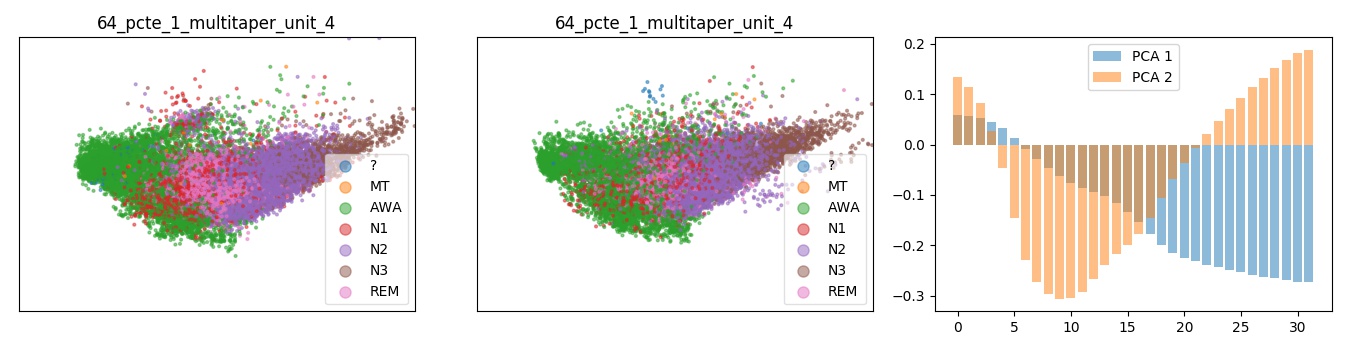 64_pcte_1_multitaper_unit_4
?
MT
AWA
N1
N2
N3
REM
64_pcte_1_multitaper_unit_4
?
MT
AWA
N1
N2
N3
REM
PCA 1
PCA 2
0.2
0.1
0.0
−0.1
−0.2
−0.3
0 5 10 15 20 25 30